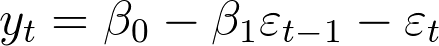 $y_t = \beta_0 - \beta_1 \varepsilon_{t-1} - \varepsilon_t$